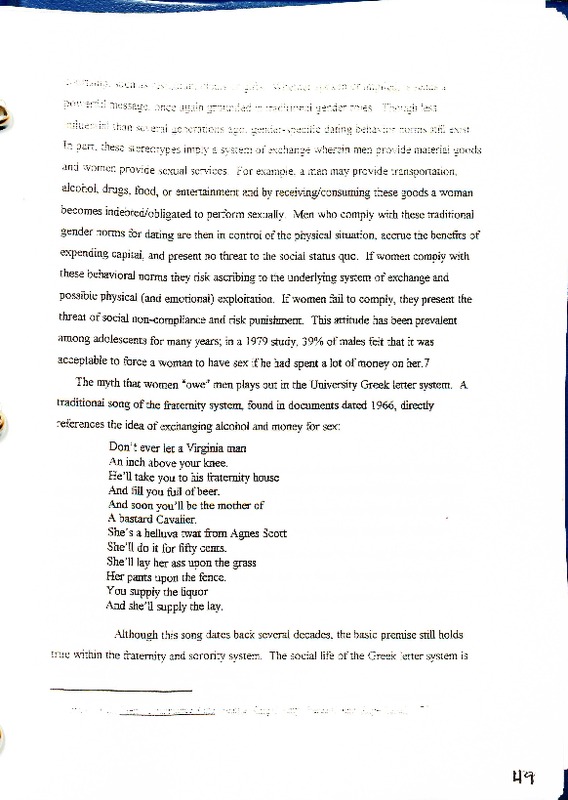 powerful message, once again grounded in traditional gender roles. Though less
influential than several generations ago, gender-specific dating behavior norms still exist.
In part, these stereotypes imply a system of exchange wherein men provide material goods
and women provide sexual services. For example, a man may provide transportation,
alcohol, drugs, food, or entertainment and by receiving/consuming these goods a woman
becomes indebted/obligated to perform sexually. Men who comply with these traditional
gender norms for dating are then in control of the physical situation, accrue the benefits of
expending capital, and present no threat to the social status quo. If women comply with
these behavioral norms they risk ascribing to the underlying system of exchange and
possible physical (and emotional) exploitation. If women fail to comply, they present the
threat of social non-compliance and risk punishment. This attitude has been prevalent
among adolescents for many years; in a 1979 study, 39% of males felt that it was
acceptable to force a woman to have sex if he had spent a lot of money on her.7
The myth that women "owe" men plays out in the University Greek letter system. A
traditional song of the fraternity system, found in documents dated 1966, directly
references the idea of exchanging alcohol and money for sex:
Don't ever let a Virginia man
An inch above your knee.
He'll take you to his fraternity house
And fill you full of beer.
And soon you'll be the mother of
A bastard Cavalier.
She's a helluva twat from Agnes Scott
She'll do it for fifty cents.
She'll lay her ass upon the grass
Her pants upon the fence.
You supply the liquor
And she'll supply the lay.
Although this song dates back several decades, the basic premise still holds
true within the fraternity and sorority system. The social life of the Greek letter system is
49